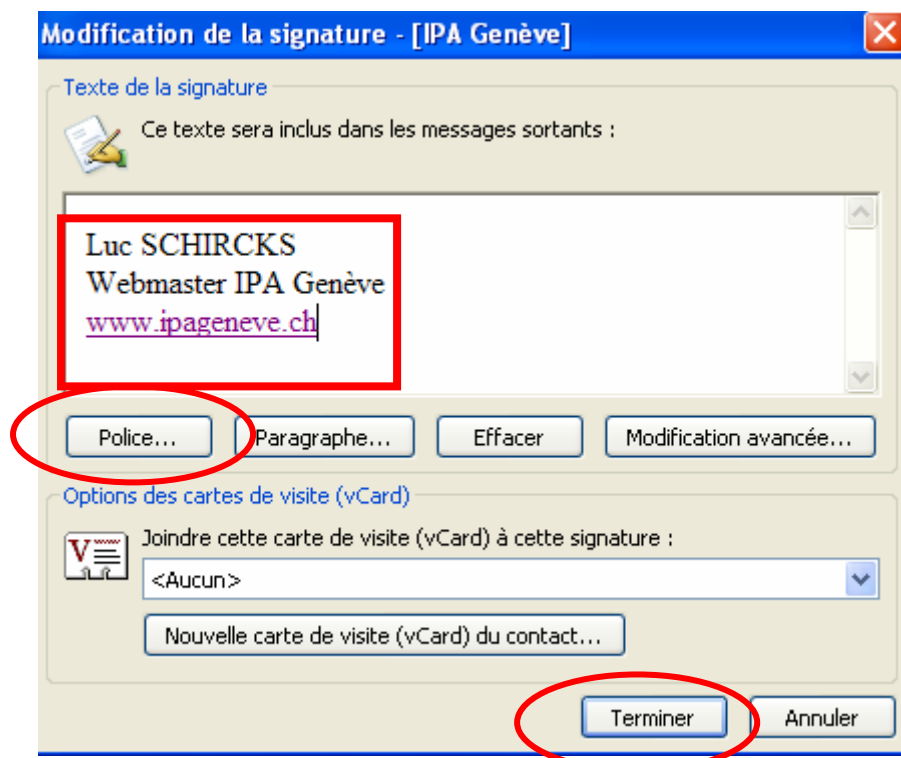 Modification de la signature - [IPA Genève]
Texte de la signature
Ce texte sera inclus dans les messages sortants :
Luc SCHIRCKS
Webmaster IPA Genève
www.ipageneve.ch
Police... Paragraphe... Effacer Modification avancée...
Options des cartes de visite (vCard)
Joindre cette carte de visite (vCard) à cette signature :
<Aucun>
Nouvelle carte de visite (vCard) du contact...
Terminer Annuler